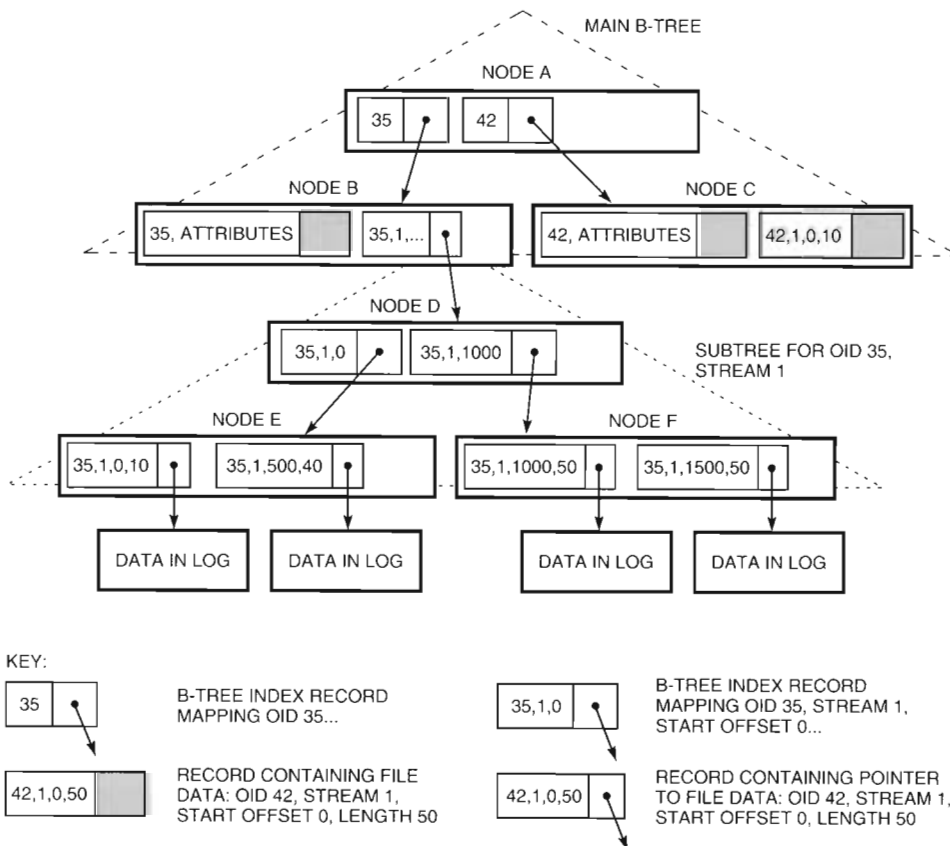 MAIN B-TREE
NODE A
35 42
NODE B NODE C
35, ATTRIBUTES 35,1,... 42, ATTRIBUTES 42,1,0,10
NODE D
35,1,0 35,1,1000
SUBTREE FOR OID 35,
STREAM 1
NODE E NODE F
35,1,0,10 35,1,500,40 35,1,1000,50 35,1,1500,50
DATA IN LOG DATA IN LOG DATA IN LOG DATA IN LOG
KEY:
35
B-TREE INDEX RECORD
MAPPING OID 35...
35,1,0
B-TREE INDEX RECORD
MAPPING OID 35, STREAM 1,
START OFFSET 0...
42,1,0,50
RECORD CONTAINING FILE
DATA: OID 42, STREAM 1,
START OFFSET 0, LENGTH 50
42,1,0,50
RECORD CONTAINING POINTER
TO FILE DATA: OID 42, STREAM 1,
START OFFSET 0, LENGTH 50